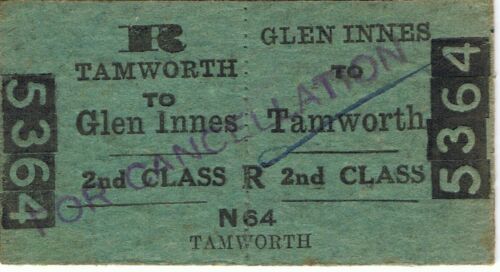 R
TAMWORTH
TO
Glen Innes
2nd CLASS
GLEN INNES
TO
Tamworth
R 2nd CLASS
N64
TAMWORTH
5364
5364
FOR CANCELLATION